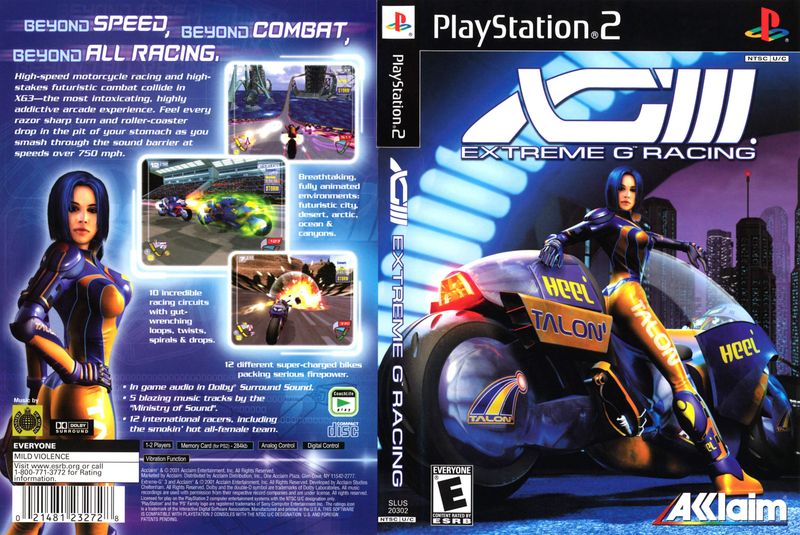 BEYOND SPEED, BEYOND COMBAT,
BEYOND ALL RACING.
High-speed motorcycle racing and high-
stakes futuristic combat collide in
XG3—the most intoxicating, highly
addictive arcade experience. Feel every
razor sharp turn and roller-coaster
drop in the pit of your stomach as you
smash through the sound barrier at
speeds over 750 mph.
Breathtaking,
fully animated
environments:
futuristic city,
desert, arctic,
ocean &
canyons.
10 incredible
racing circuits
with gut-
wrenching
loops, twists,
spirals & drops.
12 different super-charged bikes
packing serious firepower.
• In game audio in Dolby® Surround Sound.
• 5 blazing music tracks by the
"Ministry of Sound".
• 12 international racers, including
the smokin' hot all-female team.
TALON
Music by
DOLBY
SURROUND
play
COMPACT
disc
EVERYONE
MILD VIOLENCE
Visit www.esrb.org or call
1-800-771-3772 for Rating
information.
1-2 Players
Memory Card (for PS2) - 284kb
Analog Control
Digital Control
Vibration Function
0 21481 23272 8
PlayStation®2
XGIII EXTREME G RACING
SLUS
20302
NTSC U/C
PlayStation®2
NTSC U/C
XGIII.
EXTREME G™ RACING
Heei
TALON
TALON
TALON
Heei
EVERYONE
E
CONTENT RATED BY
ESRB
AKklaim